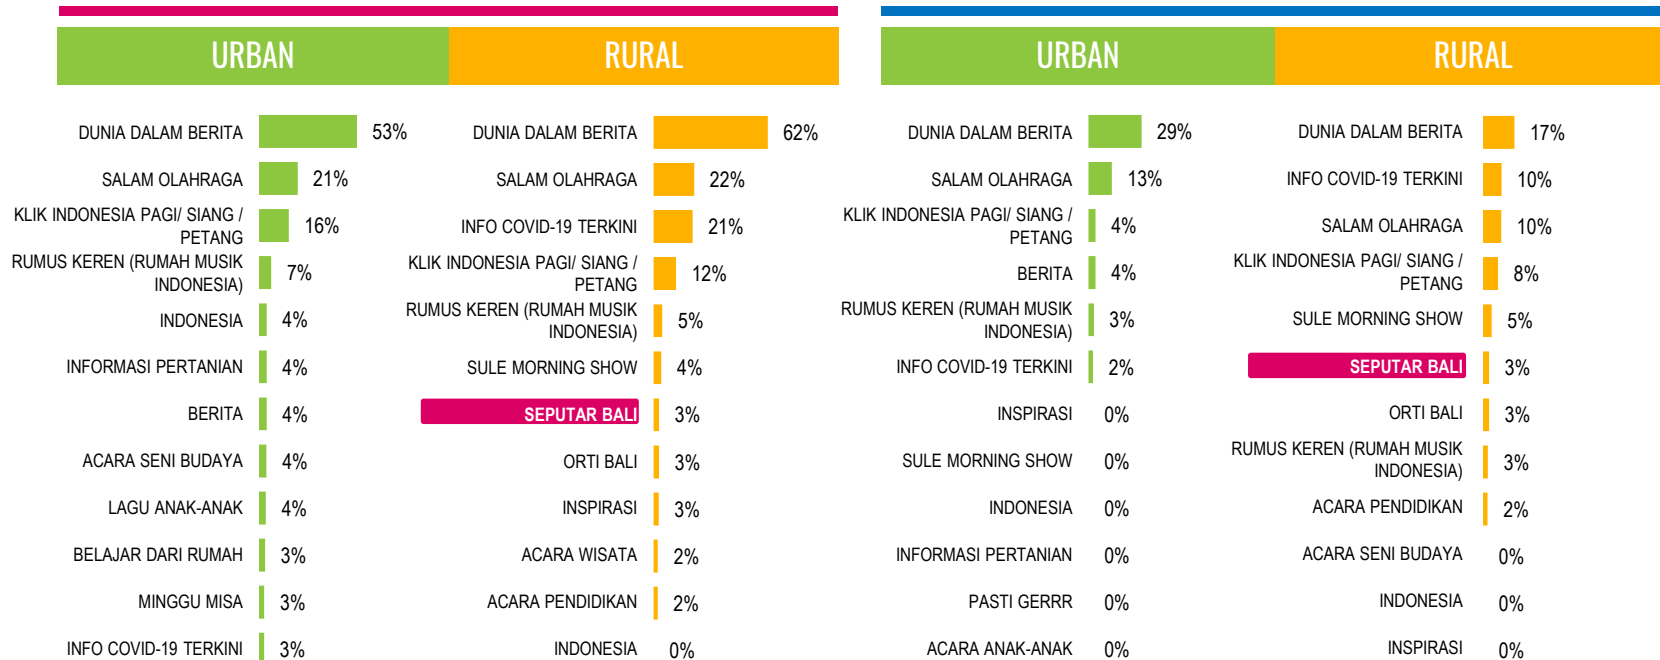 URBAN
RURAL
DUNIA DALAM BERITA 53%
SALAM OLAHRAGA 21%
KLIK INDONESIA PAGI/ SIANG /
PETANG 16%
RUMUS KEREN (RUMAH MUSIK
INDONESIA) 7%
INDONESIA 4%
INFORMASI PERTANIAN 4%
BERITA 4%
ACARA SENI BUDAYA 4%
LAGU ANAK-ANAK 4%
BELAJAR DARI RUMAH 3%
MINGGU MISA 3%
INFO COVID-19 TERKINI 3%
DUNIA DALAM BERITA 62%
SALAM OLAHRAGA 22%
INFO COVID-19 TERKINI 21%
KLIK INDONESIA PAGI/ SIANG /
PETANG 12%
RUMUS KEREN (RUMAH MUSIK
INDONESIA) 5%
SULE MORNING SHOW 4%
SEPUTAR BALI 3%
ORTI BALI 3%
INSPIRASI 3%
ACARA WISATA 2%
ACARA PENDIDIKAN 2%
INDONESIA 0%
URBAN
RURAL
DUNIA DALAM BERITA 29%
SALAM OLAHRAGA 13%
KLIK INDONESIA PAGI/ SIANG /
PETANG 4%
BERITA 4%
RUMUS KEREN (RUMAH MUSIK
INDONESIA) 3%
INFO COVID-19 TERKINI 2%
INSPIRASI 0%
SULE MORNING SHOW 0%
INDONESIA 0%
INFORMASI PERTANIAN 0%
PASTI GERRR 0%
ACARA ANAK-ANAK 0%
DUNIA DALAM BERITA 17%
INFO COVID-19 TERKINI 10%
SALAM OLAHRAGA 10%
KLIK INDONESIA PAGI/ SIANG /
PETANG 8%
SULE MORNING SHOW 5%
SEPUTAR BALI 3%
ORTI BALI 3%
RUMUS KEREN (RUMAH MUSIK
INDONESIA) 3%
ACARA PENDIDIKAN 2%
ACARA SENI BUDAYA 0%
INDONESIA 0%
INSPIRASI 0%